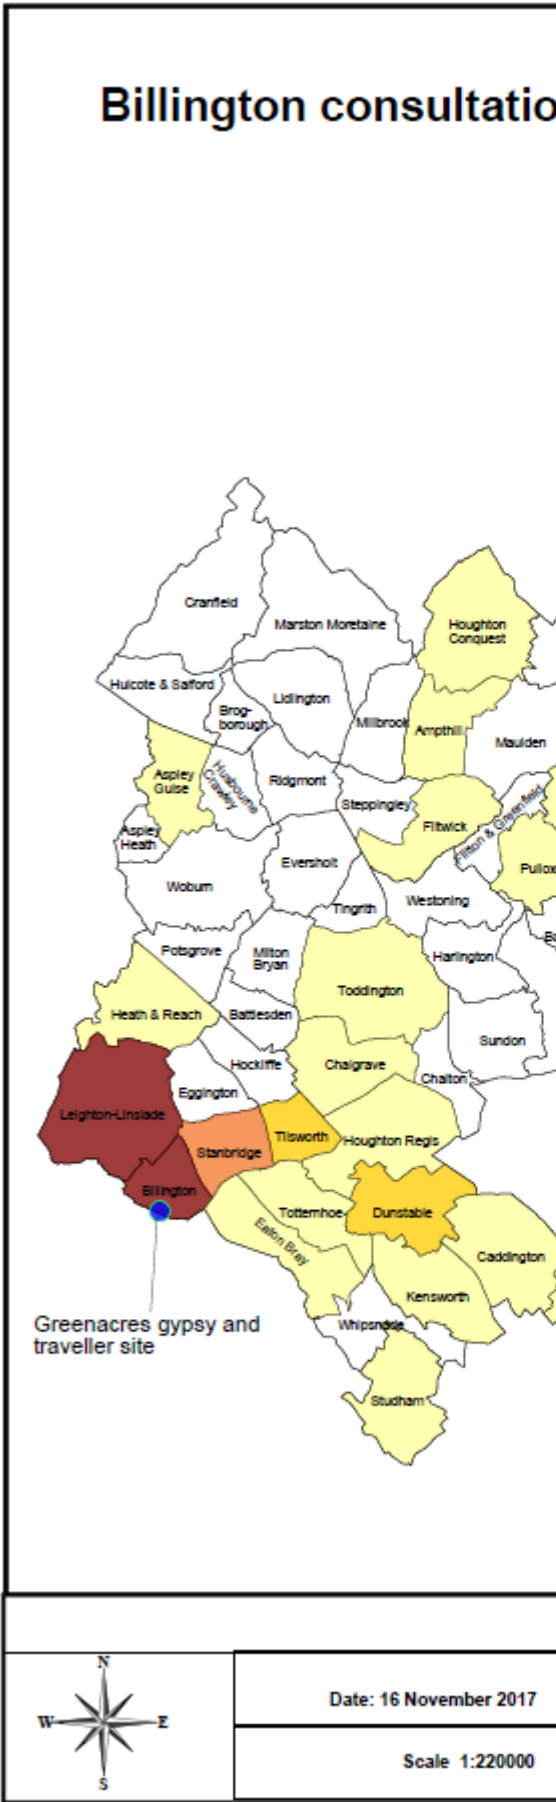 Billington consultatio
Cranfield
Marston Moretaine
Houghton
Conquest
Hulcote & Salford
Lidlington
Brog-
borough
Millbrook
Ampthill
Maulden
Aspley
Guise
Husbourne
Crawley
Ridgmont
Steppingley
Flitwick
Flitton & Greenfield
Aspley
Heath
Eversholt
Pullox
Woburn
Tingrith
Westoning
Potsgrove
Milton
Bryan
Harlington
Ba
Toddington
Heath & Reach
Battlesden
Sundon
Hockliffe
Chalgrave
Chalton
Eggington
Leighton-Linslade
Stanbridge
Tilsworth
Houghton Regis
Billington
Totternhoe
Dunstable
Eaton Bray
Caddington
Kensworth
Greenacres gypsy and
traveller site
Whipsnade
Studham
N
W
E
S
Date: 16 November 2017
Scale 1:220000